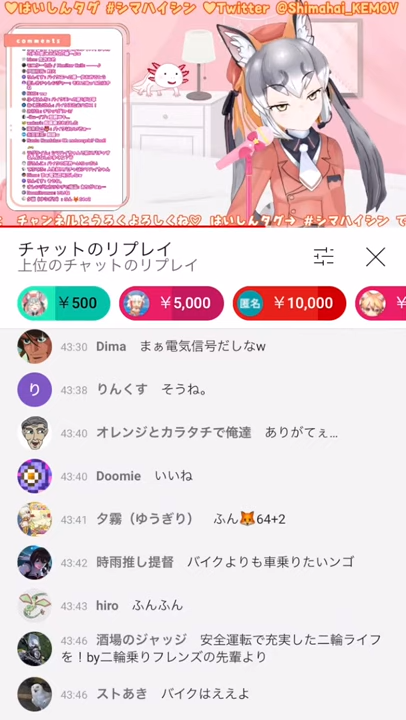 ♡はいしんタグ #シマハイシン ♡Twitter @Shimahai_KEMOV
comments
チャンネルとうろくよろしくね♡ はいしんタグ→ #シマハイシン で
チャットのリプレイ
上位のチャットのリプレイ
￥500
￥5,000
匿名 ￥10,000
43:30 Dima まぁ電気信号だしなw
り 43:38 りんくす そうね。
43:40 オレンジとカラタチで俺達 ありがてぇ…
43:40 Doomie いいね
43:41 夕霧（ゆうぎり） ふん🦊64+2
43:42 時雨推し提督 バイクよりも車乗りたいンゴ
43:43 hiro ふんふん
43:46 酒場のジャッジ 安全運転で充実した二輪ライフ
を！by二輪乗りフレンズの先輩より
43:46 ストあき バイクはええよ